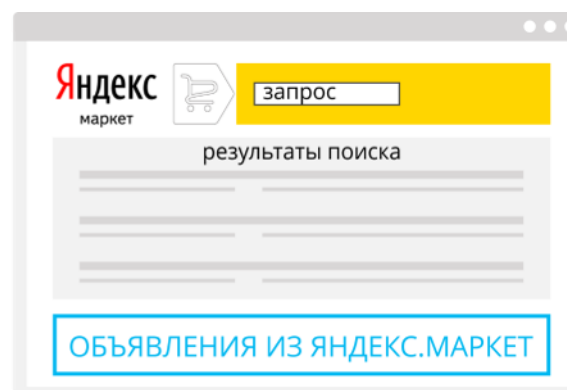 Яндекс
маркет
запрос
результаты поиска
ОБЪЯВЛЕНИЯ ИЗ ЯНДЕКС.МАРКЕТ